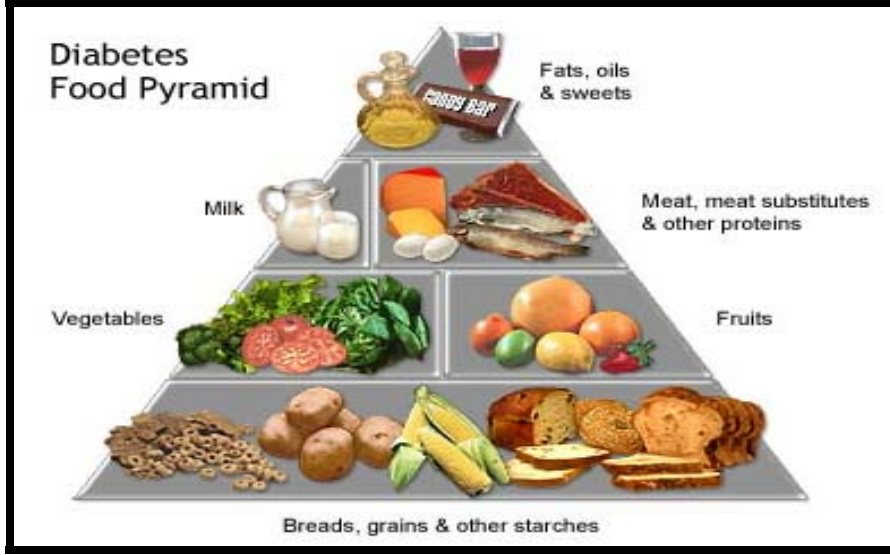 Diabetes
Food Pyramid
CANDY BAR
Fats, oils
& sweets
Milk
Meat, meat substitutes
& other proteins
Vegetables
Fruits
Breads, grains & other starches